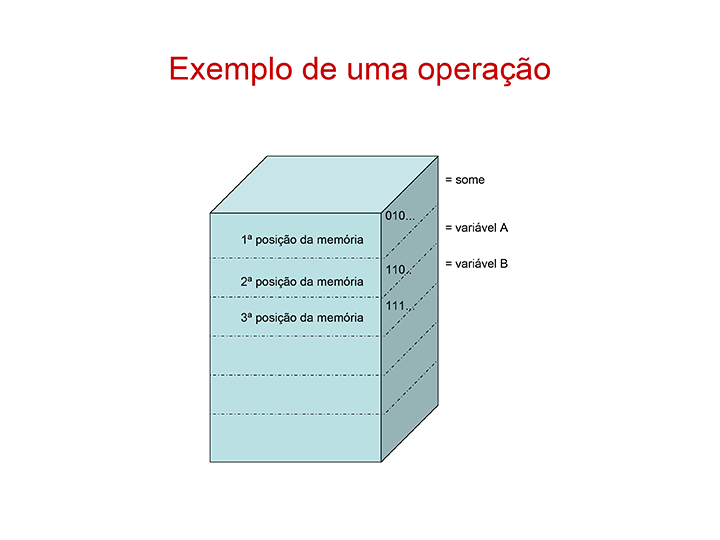 Exemplo de uma operação
= some
010...
1ª posição da memória
= variável A
110..
2ª posição da memória
= variável B
111...
3ª posição da memória